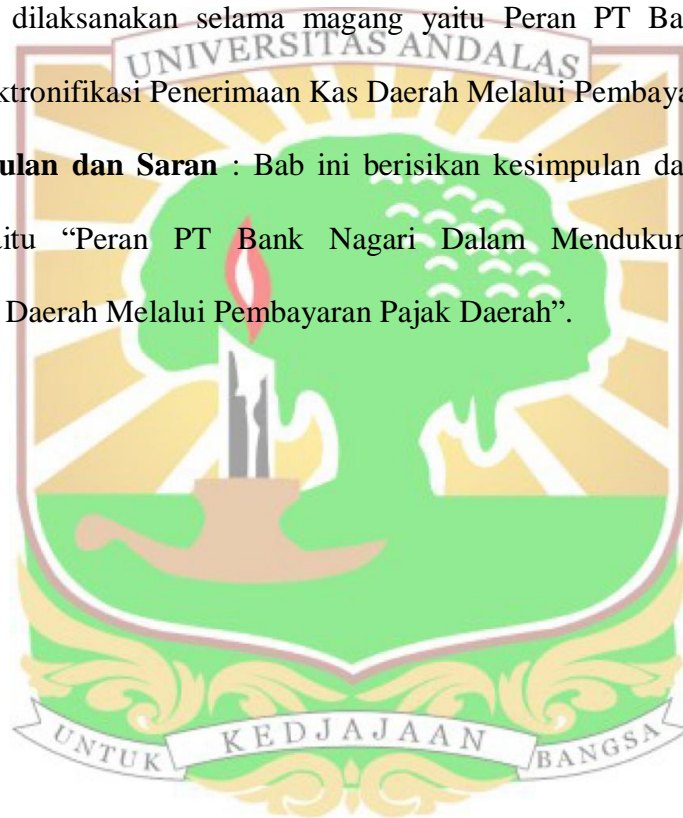 dilaksanakan selama magang yaitu Peran PT Ba
UNIVERSITAS ANDALAS
ktronifikasi Penerimaan Kas Daerah Melalui Pembaya
ulan dan Saran : Bab ini berisikan kesimpulan da
aitu “Peran PT Bank Nagari Dalam Mendukun
Daerah Melalui Pembayaran Pajak Daerah”.
UNTUK KEDJAJAAN BANGSA